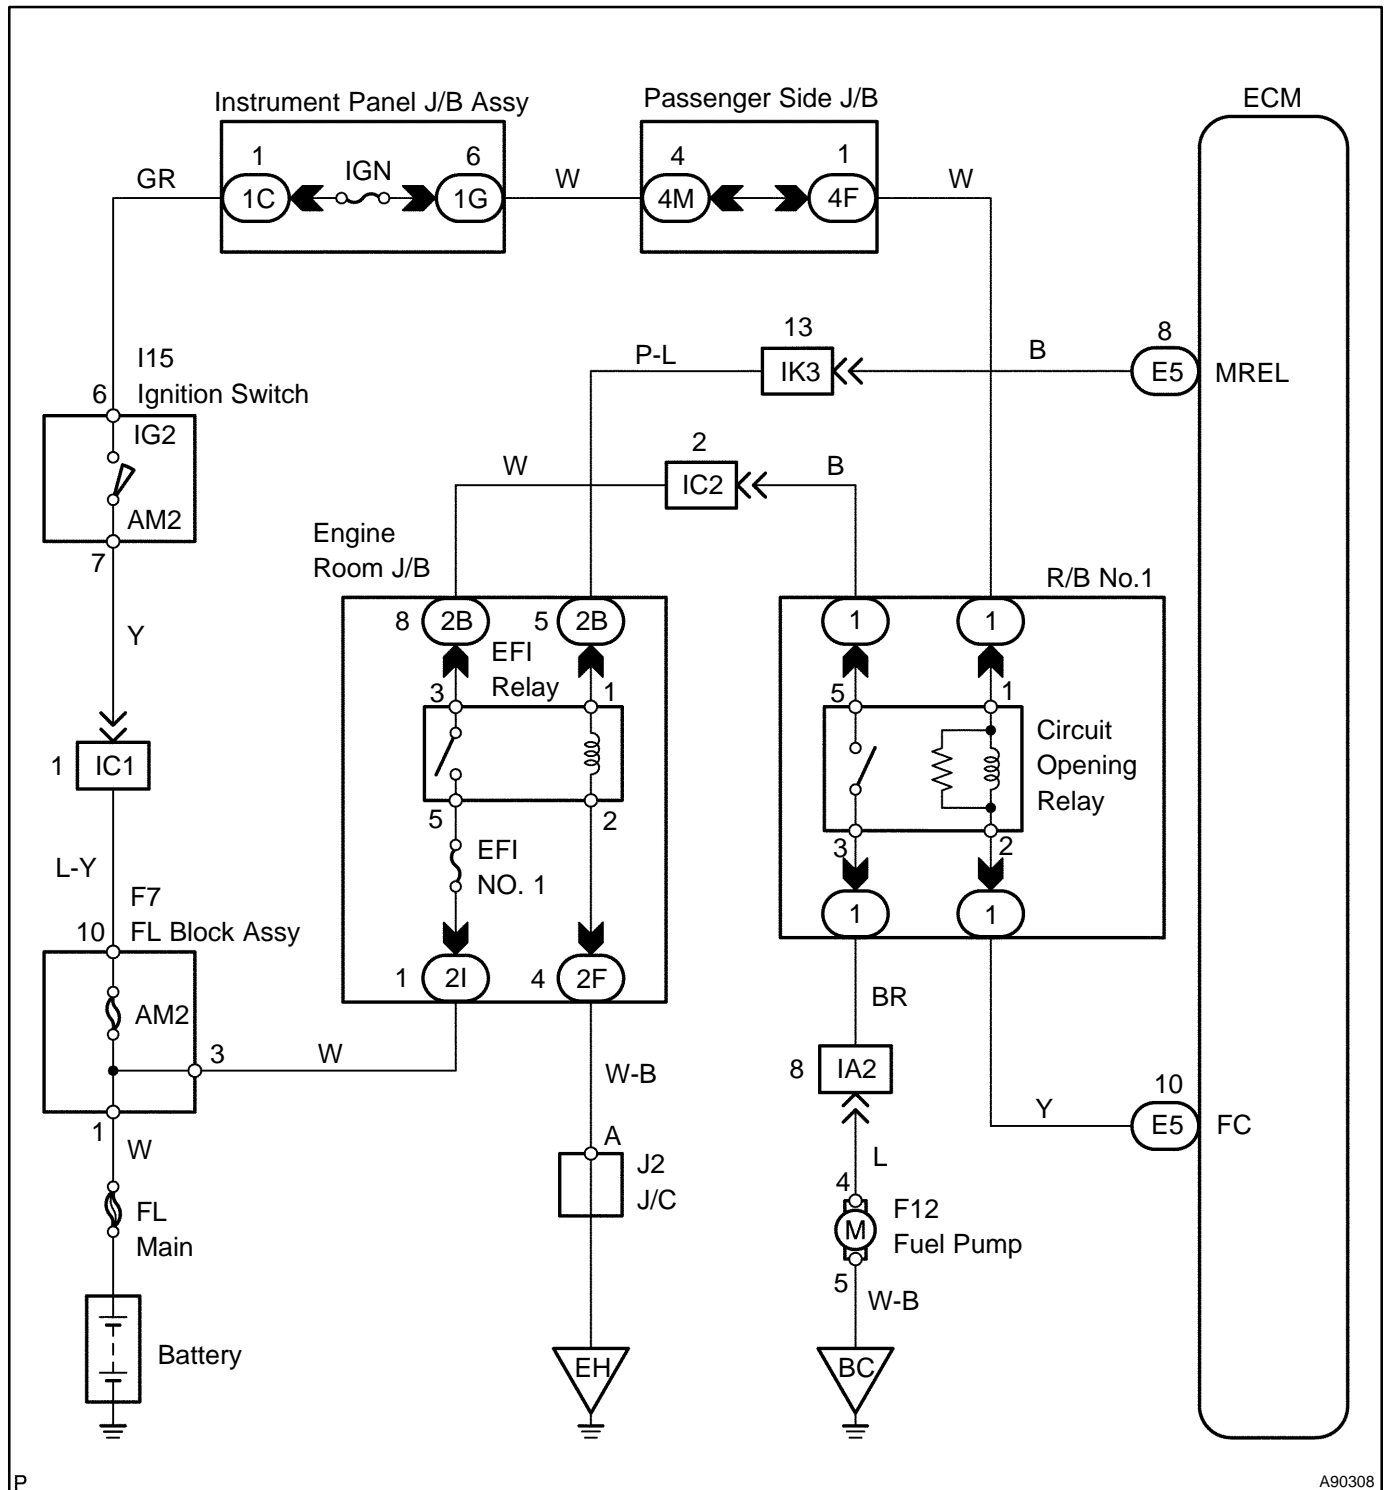 Instrument Panel J/B Assy
Passenger Side J/B
ECM
1
IGN
6
4
1
GR
1C
1G
W
4M
4F
W
13
8
P-L
IK3
B
E5
MREL
I15
6
Ignition Switch
IG2
AM2
7
2
W
IC2
B
Engine
Room J/B
R/B No.1
8
2B
5
2B
1
1
Y
EFI
Relay
3
1
5
1
1
IC1
Circuit
Opening
Relay
5
2
3
2
EFI
NO. 1
L-Y
F7
10
FL Block Assy
1
1
AM2
1
2I
4
2F
BR
3
W
W-B
8
IA2
10
Y
E5
FC
1
W
A
J2
J/C
L
4
F12
M
Fuel Pump
FL
Main
5
W-B
Battery
EH
BC
P
A90308